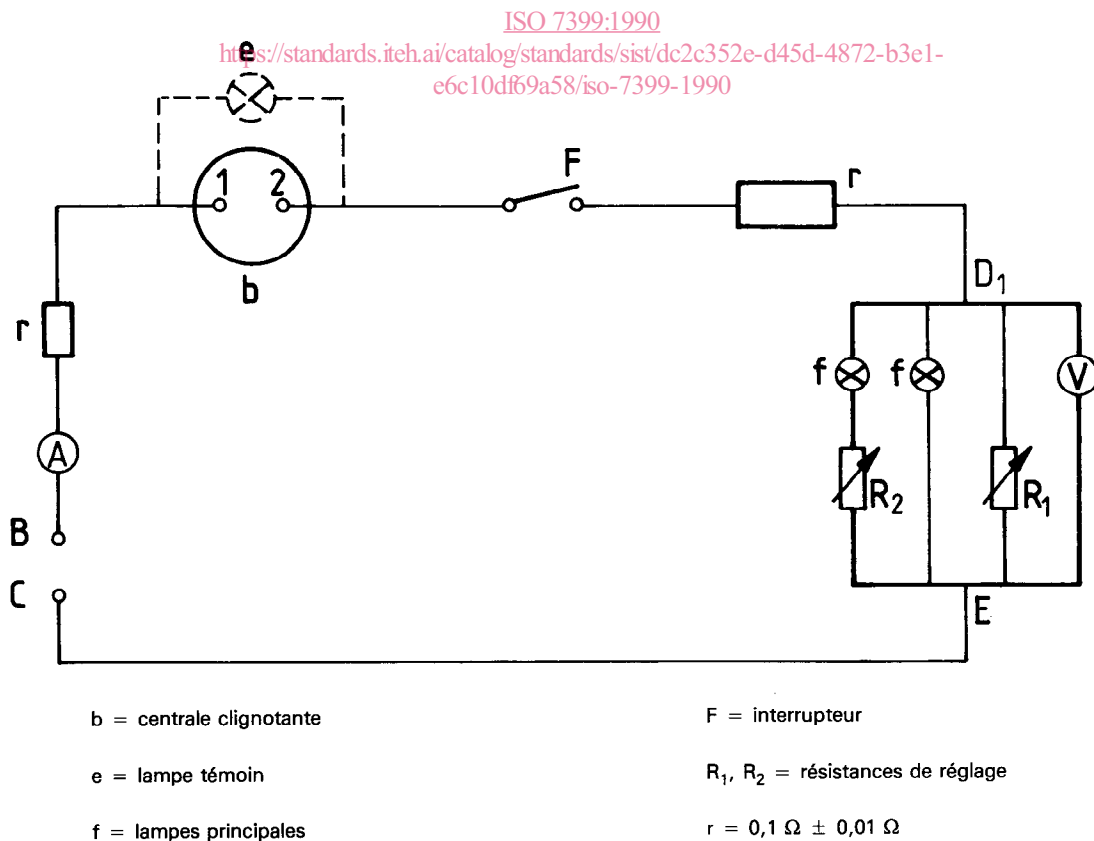 ISO 7399:1990
https://standards.iteh.ai/catalog/standards/sist/dc2c352e-d45d-4872-b3e1-
e6c10df69a58/iso-7399-1990
e
1 2
b
F
r
D₁
r
A
B
C
f f V
R₂ R₁
E
b = centrale clignotante
F = interrupteur
e = lampe témoin
R₁, R₂ = résistances de réglage
f = lampes principales
r = 0,1 Ω ± 0,01 Ω